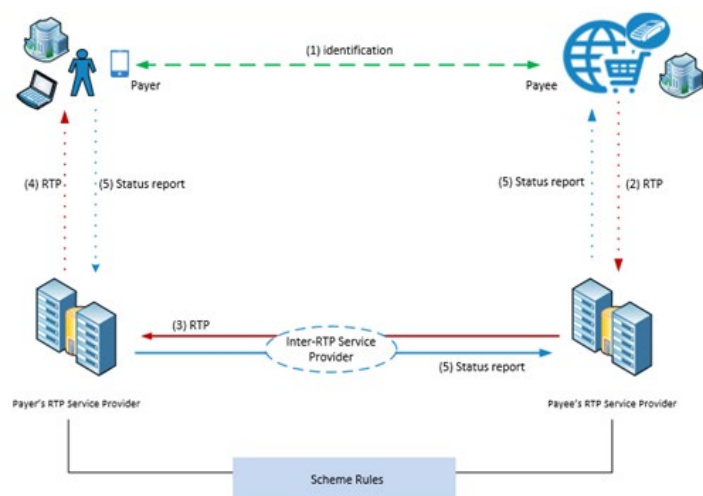 (1) identification
Payer
Payee
(4) RTP
(5) Status report
(5) Status report
(2) RTP
(3) RTP
Inter-RTP Service
Provider
(5) Status report
Payer's RTP Service Provider
Payee's RTP Service Provider
Scheme Rules